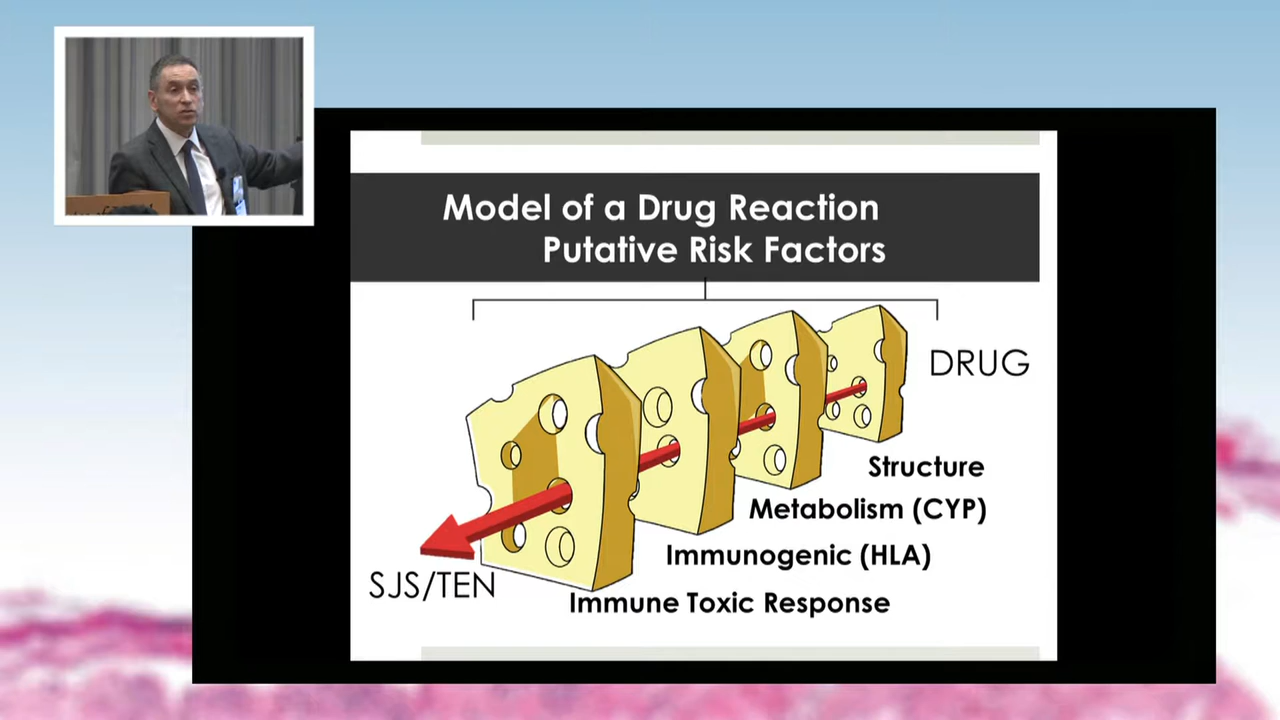 Model of a Drug Reaction
Putative Risk Factors
DRUG
Structure
Metabolism (CYP)
Immunogenic (HLA)
SJS/TEN
Immune Toxic Response